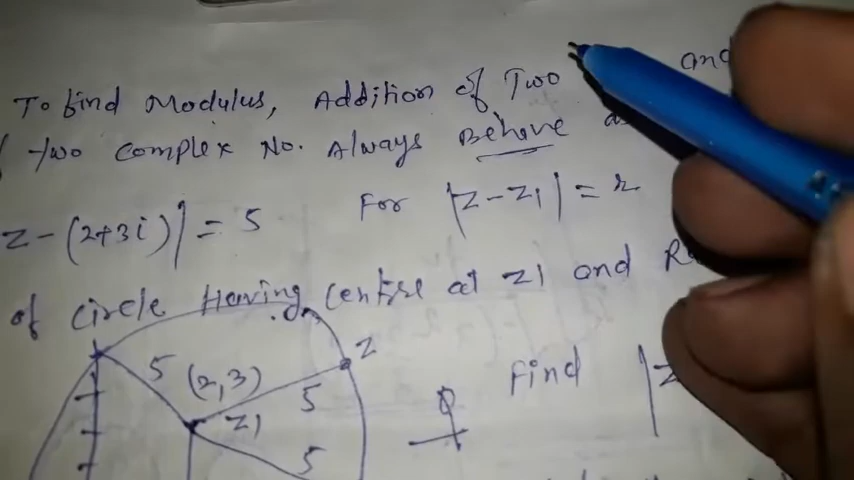 To find Modulus, Addition of Two and
two complex No. Always Behave
z-(2+3i)| = 5 For |z-z1| = r
of circle Having Centre at z1 and
5 (2,3) 5 z
z1 5
Find |z